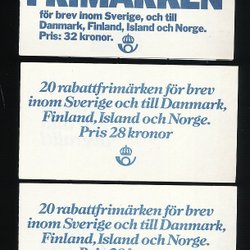 FRIMÄRKEN
för brev inom Sverige, och till
Danmark, Finland, Island och Norge.
Pris: 32 kronor.
20 rabattfrimärken för brev
inom Sverige och till Danmark,
Finland, Island och Norge.
Pris 28 kronor
20 rabattfrimärken för brev
inom Sverige och till Danmark,
Finland, Island och Norge.